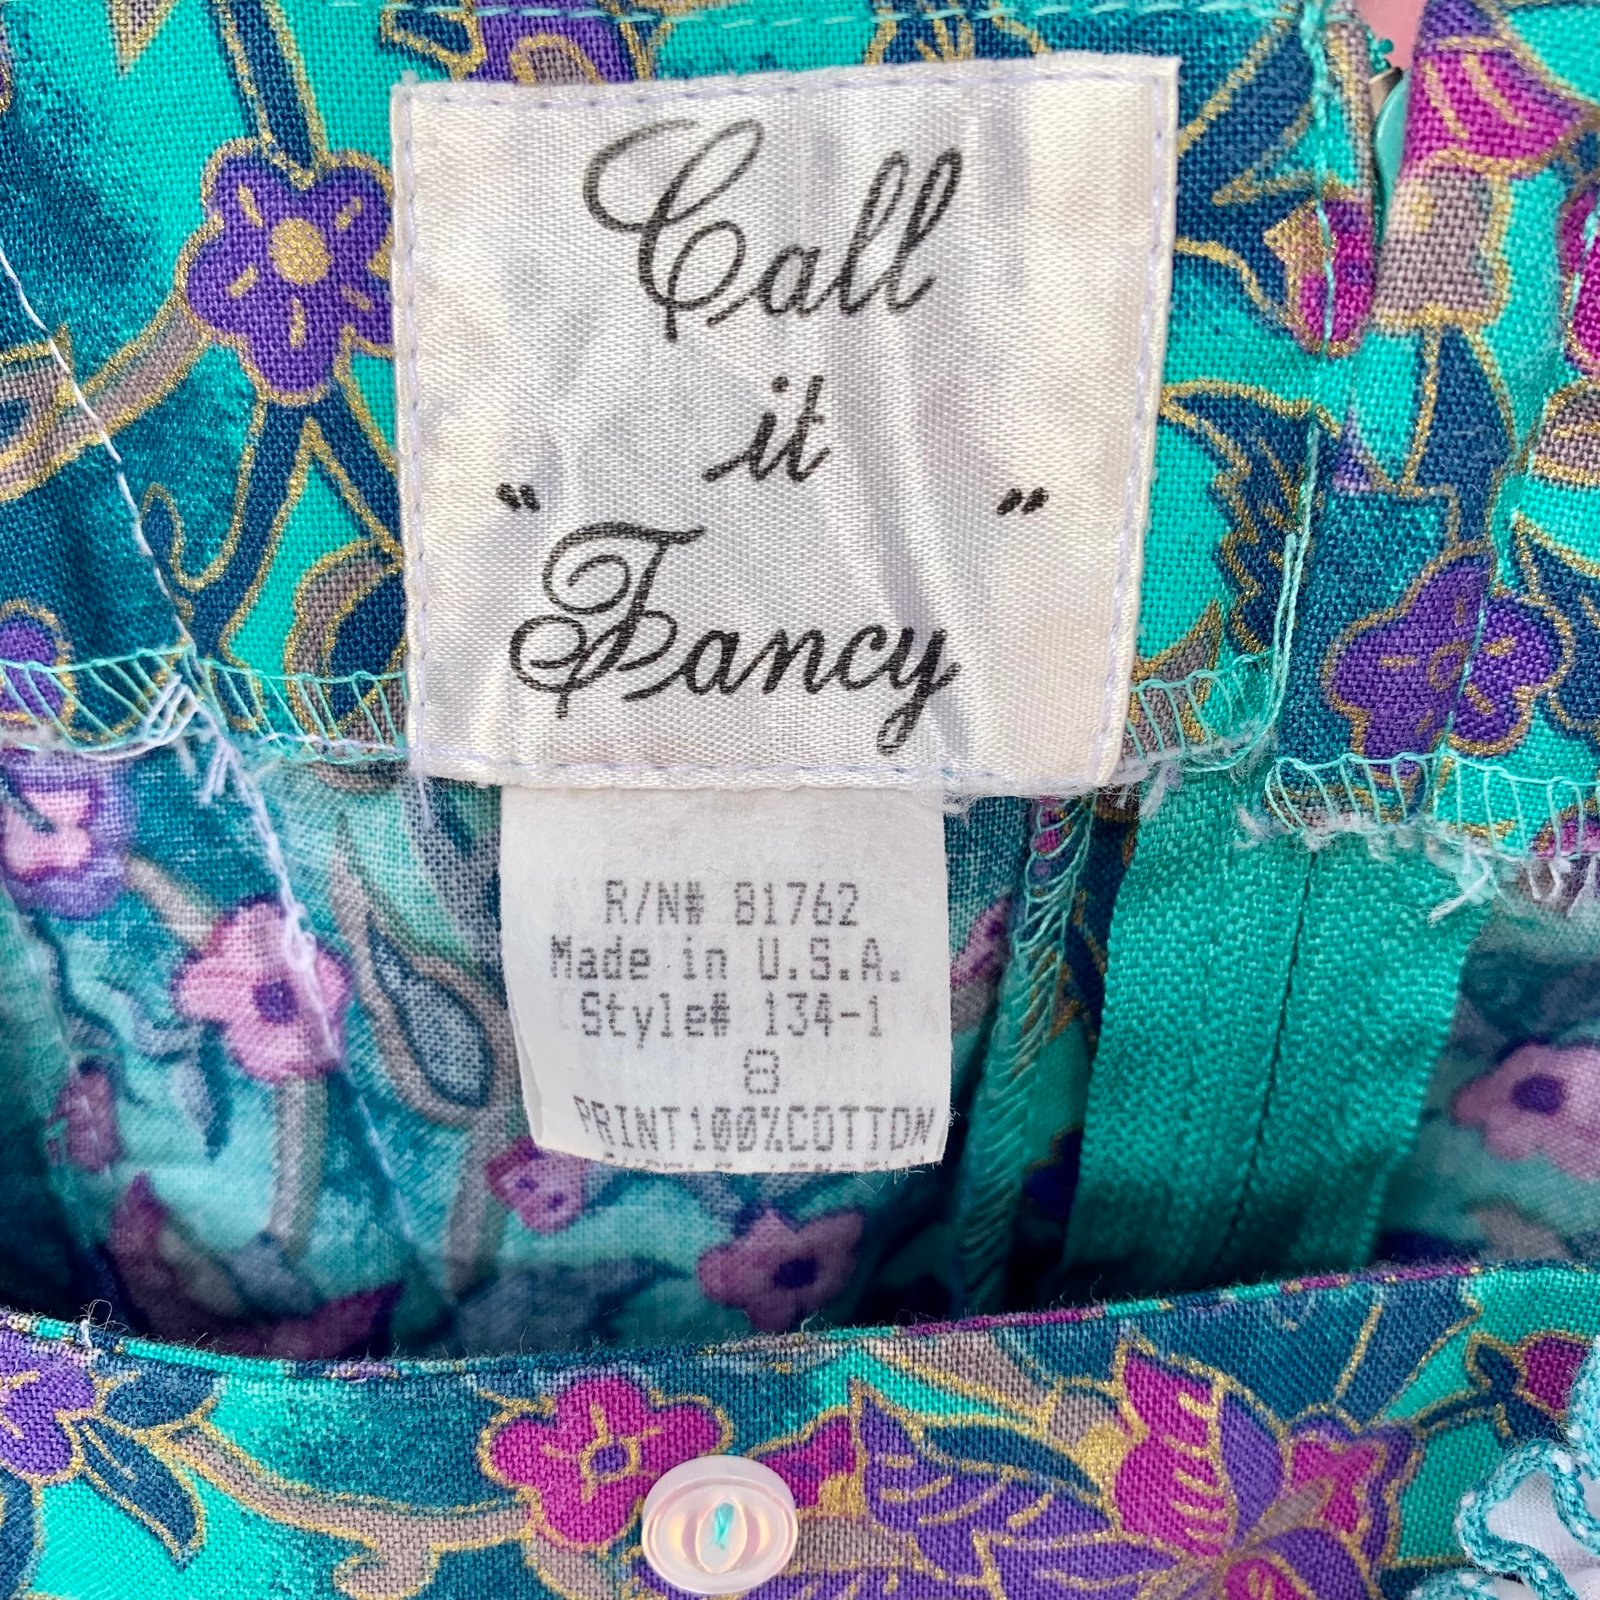 Call
it
" Fancy "
R/N# 81762
Made in U.S.A.
Style# 134-1
8
PRINT100%COTTON